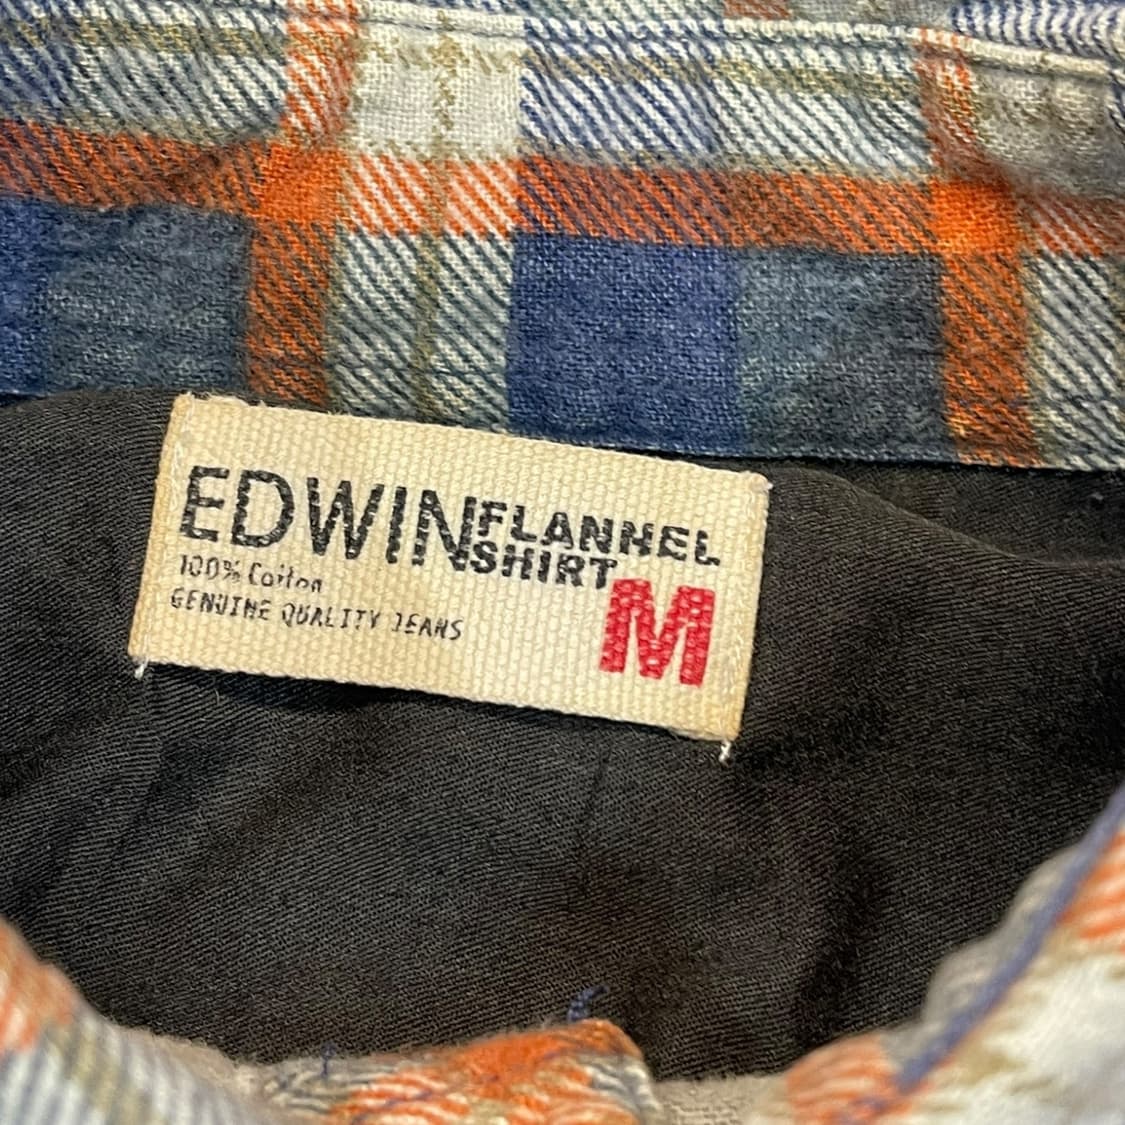 EDWIN FLANNEL
SHIRT
100% Cotton
GENUINE QUALITY JEANS
M